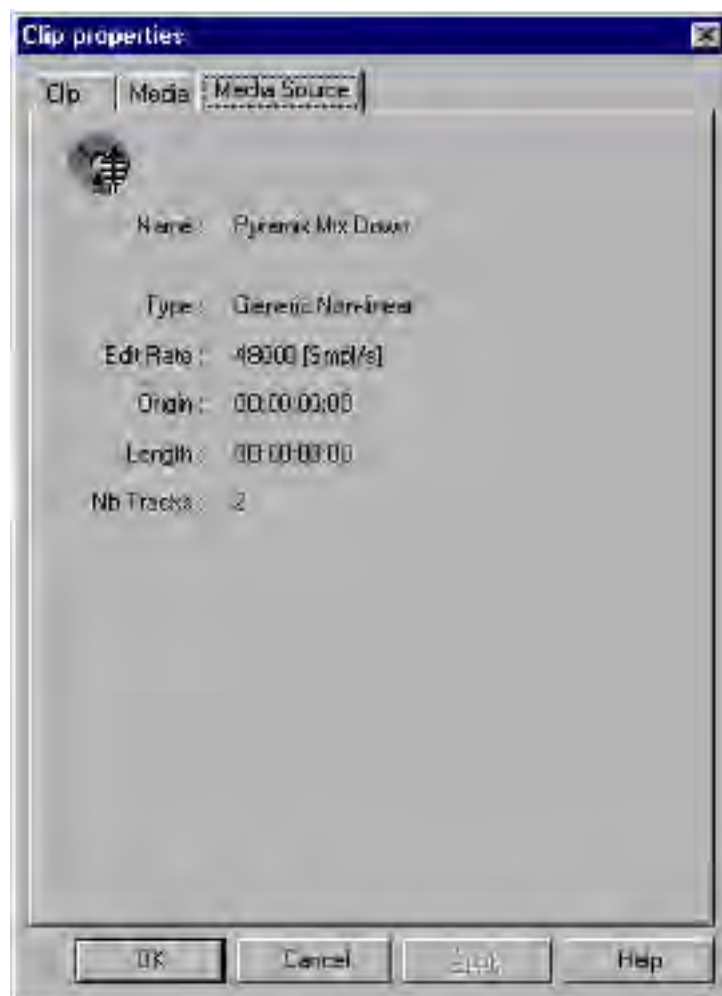 Clip properties
Clip Media Media Source
Name : Pyramix Mix Down
Type : Generic Non-linear
Edit Rate : 48000 [Smpl/s]
Origin : 00:00:00:00
Length : 00:00:00:00
Nb Tracks : 2
OK Cancel Apply Help